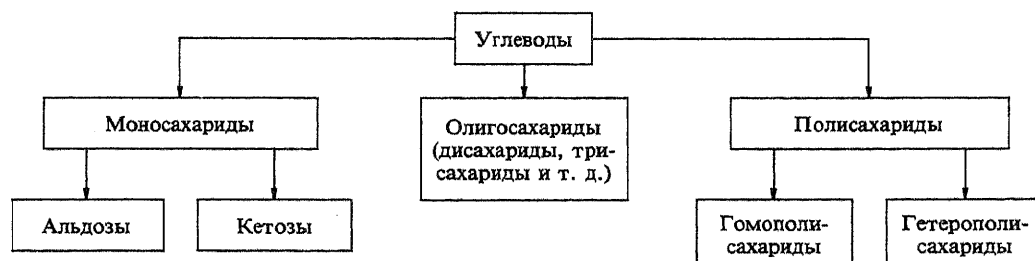 Углеводы
Моносахариды
Олигосахариды
(дисахариды, три-
сахариды и т. д.)
Полисахариды
Альдозы
Кетозы
Гомополи-
сахариды
Гетерополи-
сахариды